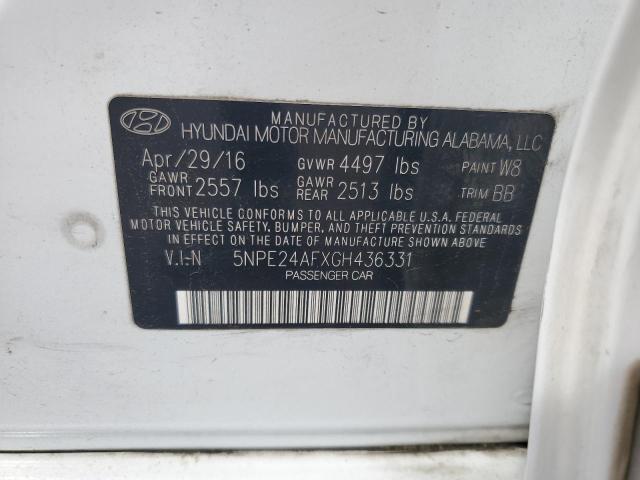 MANUFACTURED BY
HYUNDAI MOTOR MANUFACTURING ALABAMA, LLC
Apr/29/16 GVWR 4497 lbs PAINT W8
GAWR FRONT 2557 lbs GAWR REAR 2513 lbs TRIM BB
THIS VEHICLE CONFORMS TO ALL APPLICABLE U.S.A. FEDERAL
MOTOR VEHICLE SAFETY, BUMPER, AND THEFT PREVENTION STANDARDS
IN EFFECT ON THE DATE OF MANUFACTURE SHOWN ABOVE.
V.I-N 5NPE24AFXGH436331
PASSENGER CAR